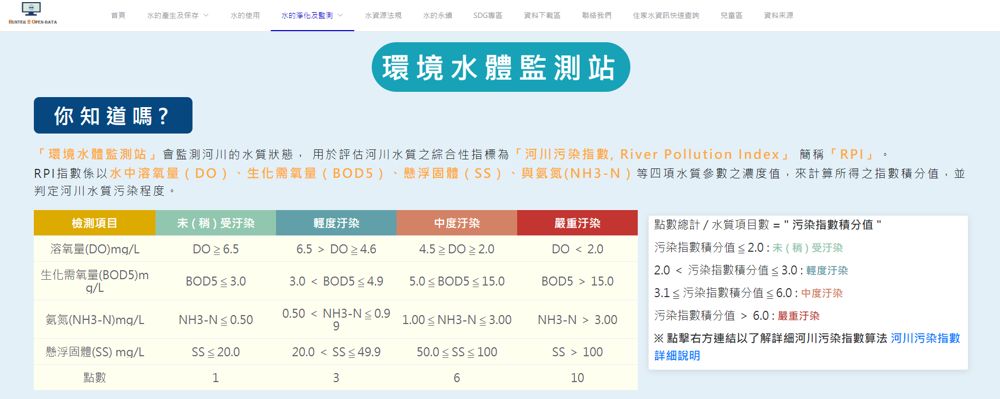 HUNTER 2 OPEN-DATA
首頁 水的產生及保存 水的使用 水的淨化及監測 水資源法規 水的永續 SDG專區 資料下載區 聯絡我們 住家水資訊快速查詢 兒童區 資料來源
環境水體監測站
你知道嗎?
「環境水體監測站」會監測河川的水質狀態， 用於評估河川水質之綜合性指標為「河川污染指數, River Pollution Index」 簡稱「RPI」。
RPI指數係以水中溶氧量（DO）、生化需氧量（BOD5）、懸浮固體（SS）、與氨氮(NH3-N）等四項水質參數之濃度值，來計算所得之指數積分值，並
判定河川水質污染程度。
檢測項目 未(稍)受汙染 輕度汙染 中度汙染 嚴重汙染
溶氧量(DO)mg/L DO≧6.5 6.5 > DO≧4.6 4.5≧DO≧2.0 DO < 2.0
生化需氧量(BOD5)m
g/L BOD5≦3.0 3.0 < BOD5≦4.9 5.0≦BOD5≦15.0 BOD5 > 15.0
氨氮(NH3-N)mg/L NH3-N≦0.50 0.50 < NH3-N≦0.9
9 1.00≦NH3-N≦3.00 NH3-N > 3.00
懸浮固體(SS) mg/L SS≦20.0 20.0 < SS≦49.9 50.0≦SS≦100 SS > 100
點數 1 3 6 10
點數總計 / 水質項目數 = " 污染指數積分值 "
污染指數積分值≦2.0 : 未(稍)受汙染
2.0 < 污染指數積分值≦3.0 : 輕度汙染
3.1≦污染指數積分值≦6.0 : 中度汙染
污染指數積分值 > 6.0 : 嚴重汙染
※ 點擊右方連結以了解詳細河川污染指數算法 河川污染指數
詳細說明